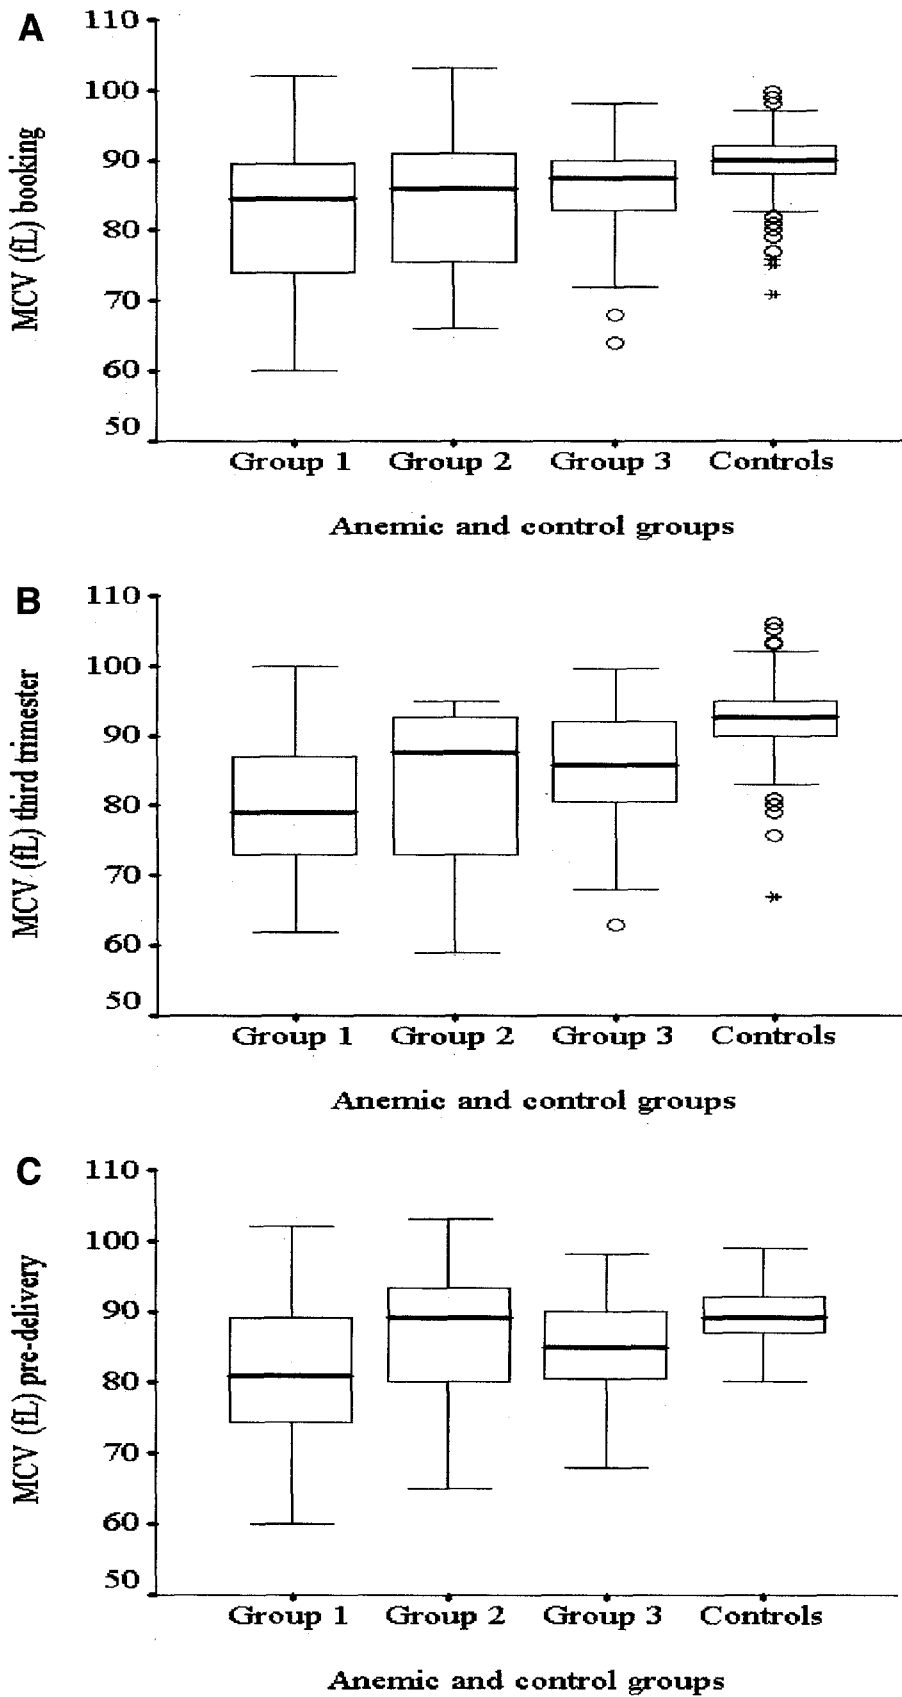 A
110
100
90
80
70
60
50
MCV (fL) booking
Group 1 Group 2 Group 3 Controls
Anemic and control groups
B
110
100
90
80
70
60
50
MCV (fL) third trimester
Group 1 Group 2 Group 3 Controls
Anemic and control groups
C
110
100
90
80
70
60
50
MCV (fL) pre-delivery
Group 1 Group 2 Group 3 Controls
Anemic and control groups